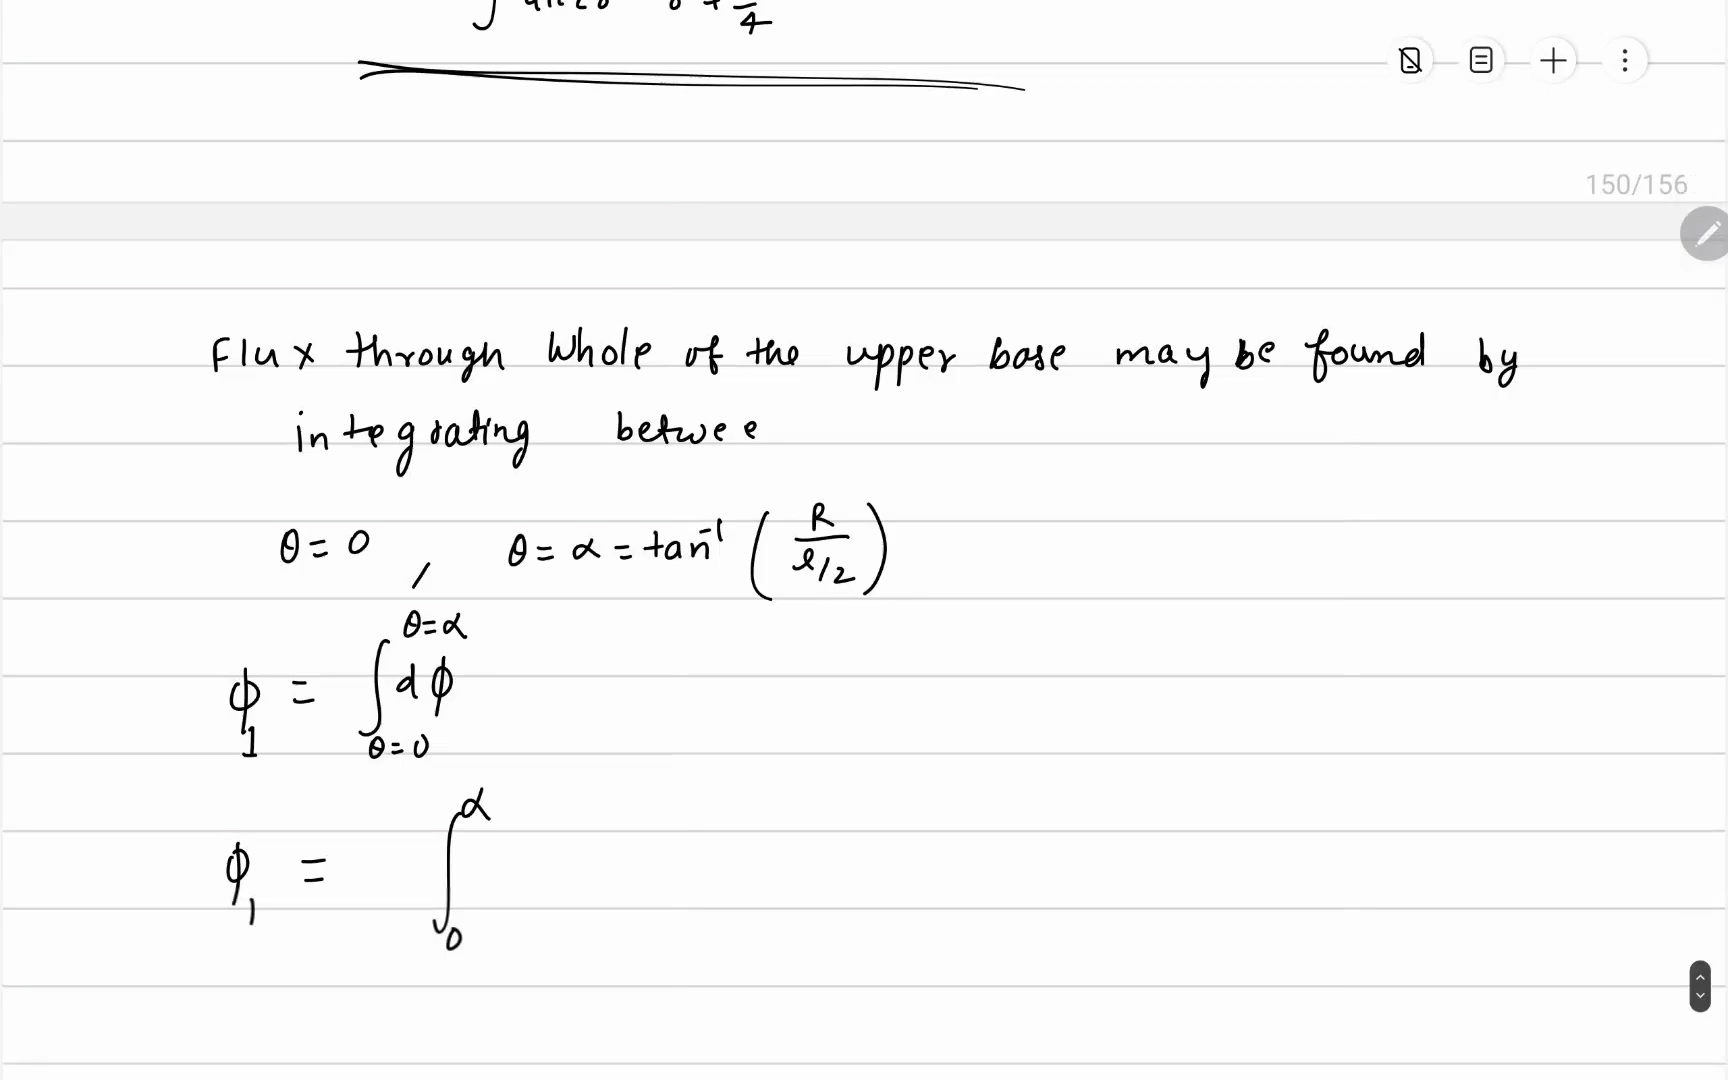 4
150/156
Flux through Whole of the upper base may be found by
integrating betwee
θ = 0 , θ = α = tan⁻¹ (R / l/2)
ϕ₁ = ∫_{θ=0}^{θ=α} dϕ
ϕ₁ = ∫_0^α